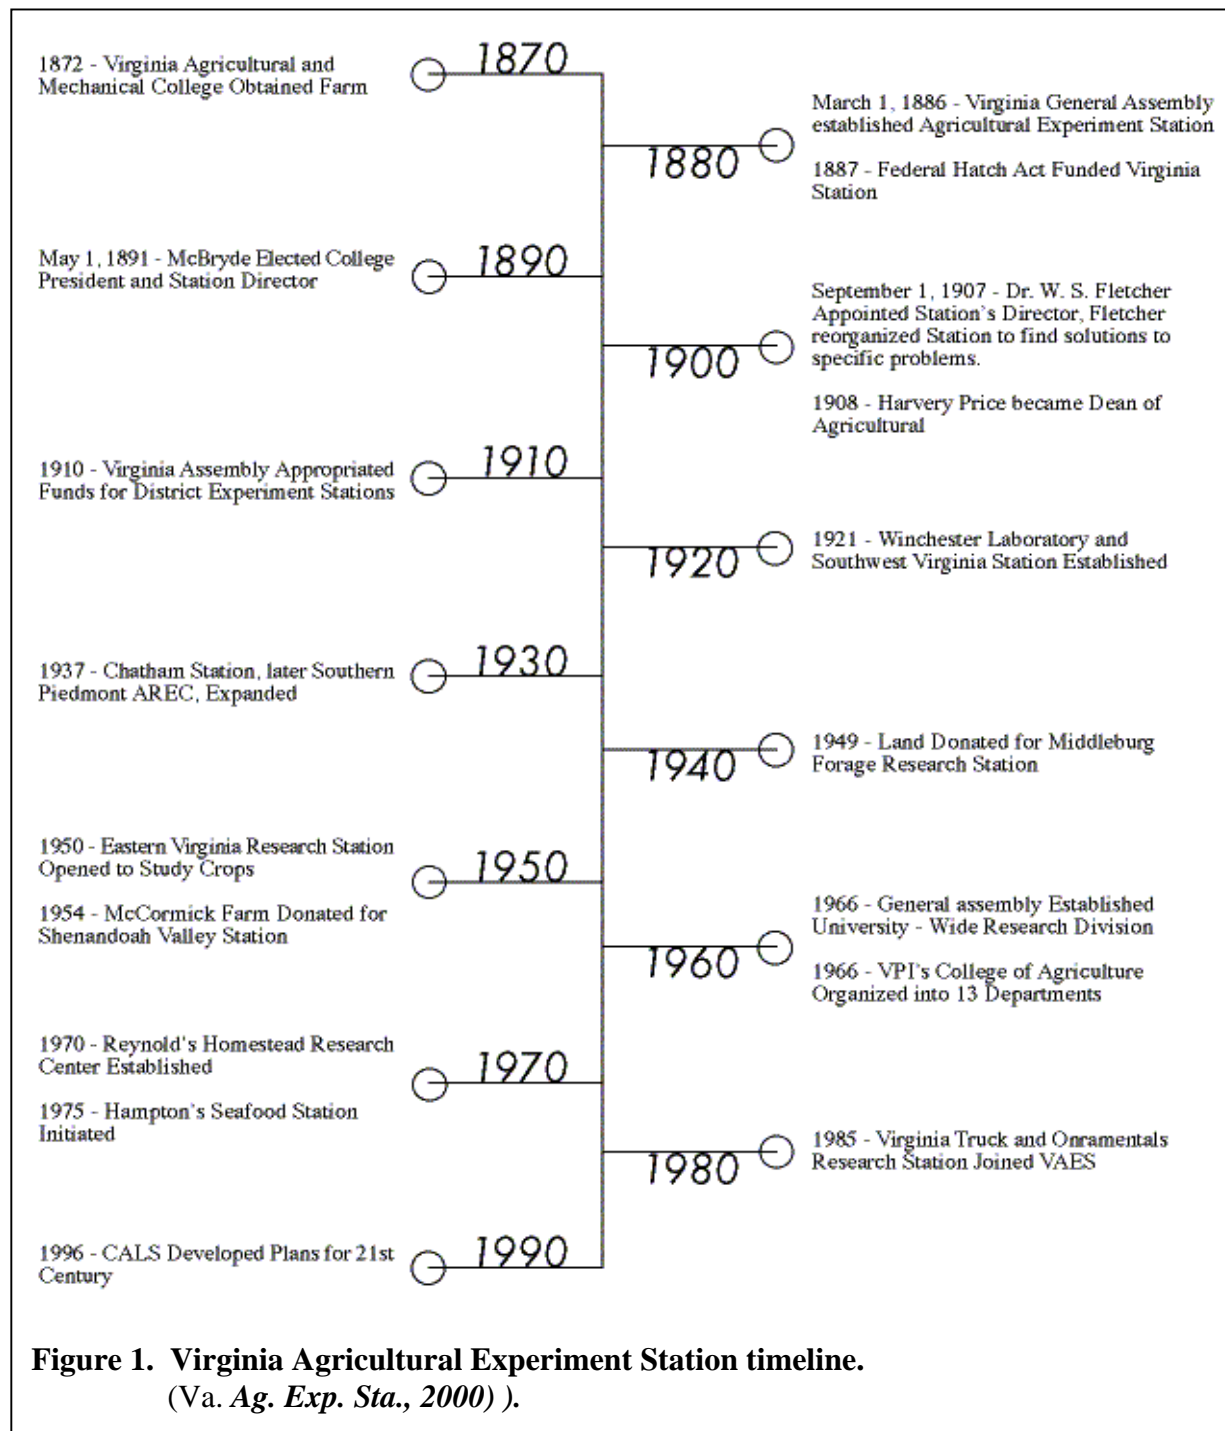 1870
1872 - Virginia Agricultural and
Mechanical College Obtained Farm
1880
March 1, 1886 - Virginia General Assembly
established Agricultural Experiment Station
1887 - Federal Hatch Act Funded Virginia
Station
1890
May 1, 1891 - McBryde Elected College
President and Station Director
1900
September 1, 1907 - Dr. W. S. Fletcher
Appointed Station's Director, Fletcher
reorganized Station to find solutions to
specific problems.
1908 - Harvery Price became Dean of
Agricultural
1910
1910 - Virginia Assembly Appropriated
Funds for District Experiment Stations
1920
1921 - Winchester Laboratory and
Southwest Virginia Station Established
1930
1937 - Chatham Station, later Southern
Piedmont AREC, Expanded
1940
1949 - Land Donated for Middleburg
Forage Research Station
1950
1950 - Eastern Virginia Research Station
Opened to Study Crops
1954 - McCormick Farm Donated for
Shenandoah Valley Station
1960
1966 - General assembly Established
University - Wide Research Division
1966 - VPI's College of Agriculture
Organized into 13 Departments
1970
1970 - Reynold's Homestead Research
Center Established
1975 - Hampton's Seafood Station
Initiated
1980
1985 - Virginia Truck and Onramentals
Research Station Joined VAES
1990
1996 - CALS Developed Plans for 21st
Century
Figure 1. Virginia Agricultural Experiment Station timeline.
(Va. Ag. Exp. Sta., 2000) ).